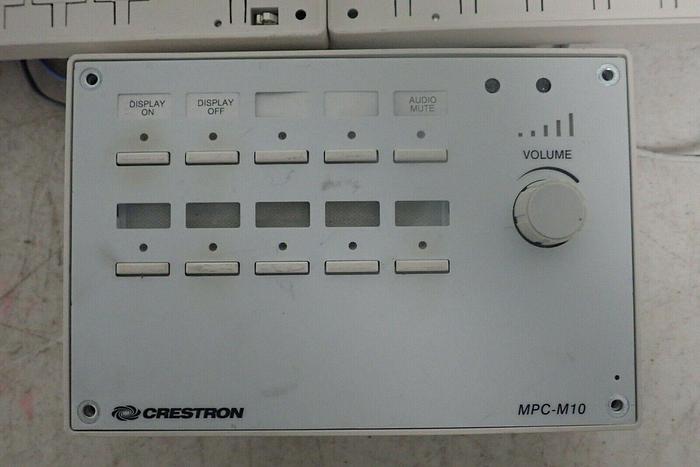 DISPLAY
ON
DISPLAY
OFF
AUDIO
MUTE
VOLUME
CRESTRON
MPC-M10